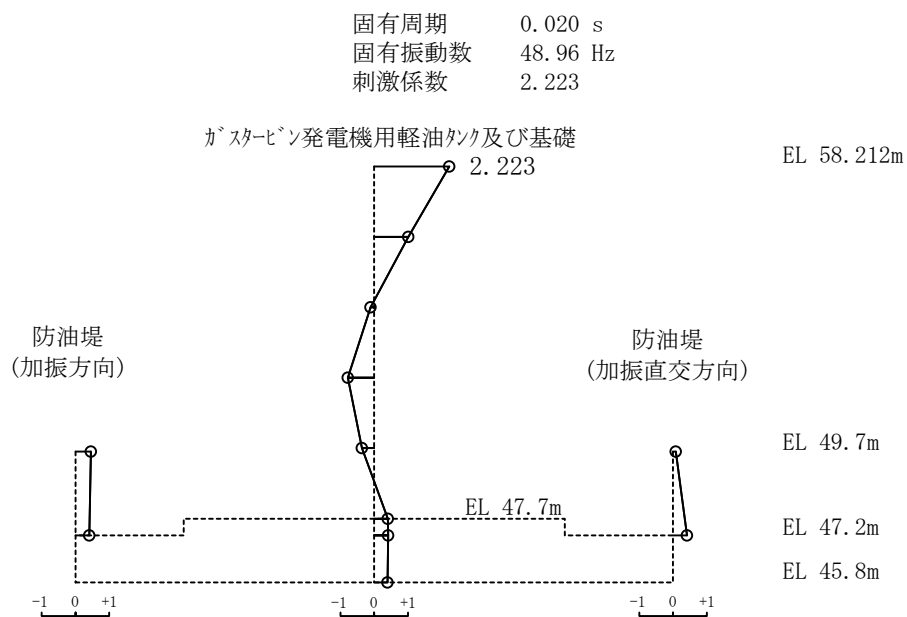 固有周期 0.020 s
固有振動数 48.96 Hz
刺激係数 2.223
ｶﾞｽﾀｰﾋﾞﾝ発電機用軽油ﾀﾝｸ及び基礎
2.223
EL 58.212m
防油堤
(加振方向)
防油堤
(加振直交方向)
EL 49.7m
EL 47.7m
EL 47.2m
EL 45.8m
-1 0 +1
-1 0 +1
-1 0 +1